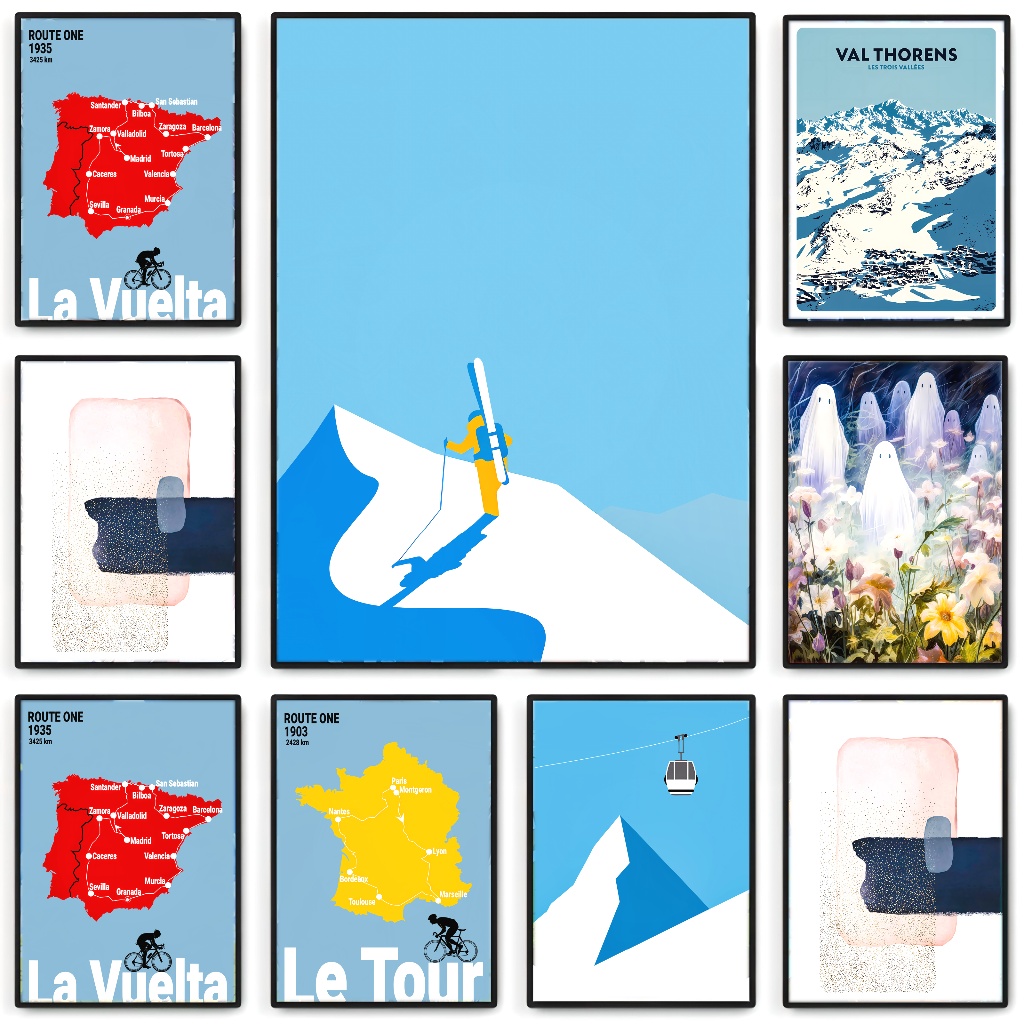 ROUTE ONE
1935
3425 km
Santander
San Sebastian
Bilboa
Zamora
Valladolid
Zaragoza
Barcelona
Tortosa
Madrid
Caceres
Valencia
Murcia
Sevilla
Granada
La Vuelta
VAL THORENS
LES TROIS VALLÉES
ROUTE ONE
1935
3425 km
Santander
San Sebastian
Bilboa
Zamora
Valladolid
Zaragoza
Barcelona
Tortosa
Madrid
Caceres
Valencia
Murcia
Sevilla
Granada
La Vuelta
ROUTE ONE
1903
2428 km
Paris
Montgeron
Nantes
Lyon
Bordeaux
Toulouse
Marseille
Le Tour